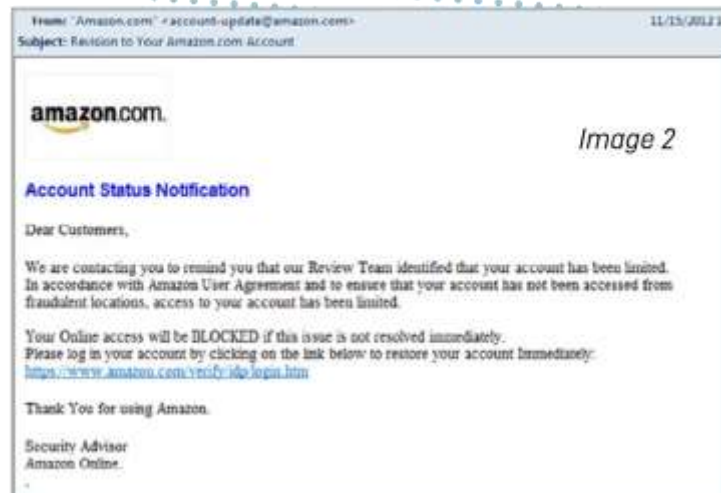 From: "Amazon.com" <account-update@amazon.com>
11/15/2012
Subject: Revision to Your Amazon.com Account
amazon.com.
Image 2
Account Status Notification
Dear Customers,
We are contacting you to remind you that our Review Team identified that your account has been limited.
In accordance with Amazon User Agreement and to ensure that your account has not been accessed from
fraudulent locations, access to your account has been limited.
Your Online access will be BLOCKED if this issue is not resolved immediately.
Please log in your account by clicking on the link below to restore your account Immediately:
https://www.amazon.com/verify/idp/login.htm
Thank You for using Amazon.
Security Advisor
Amazon Online.